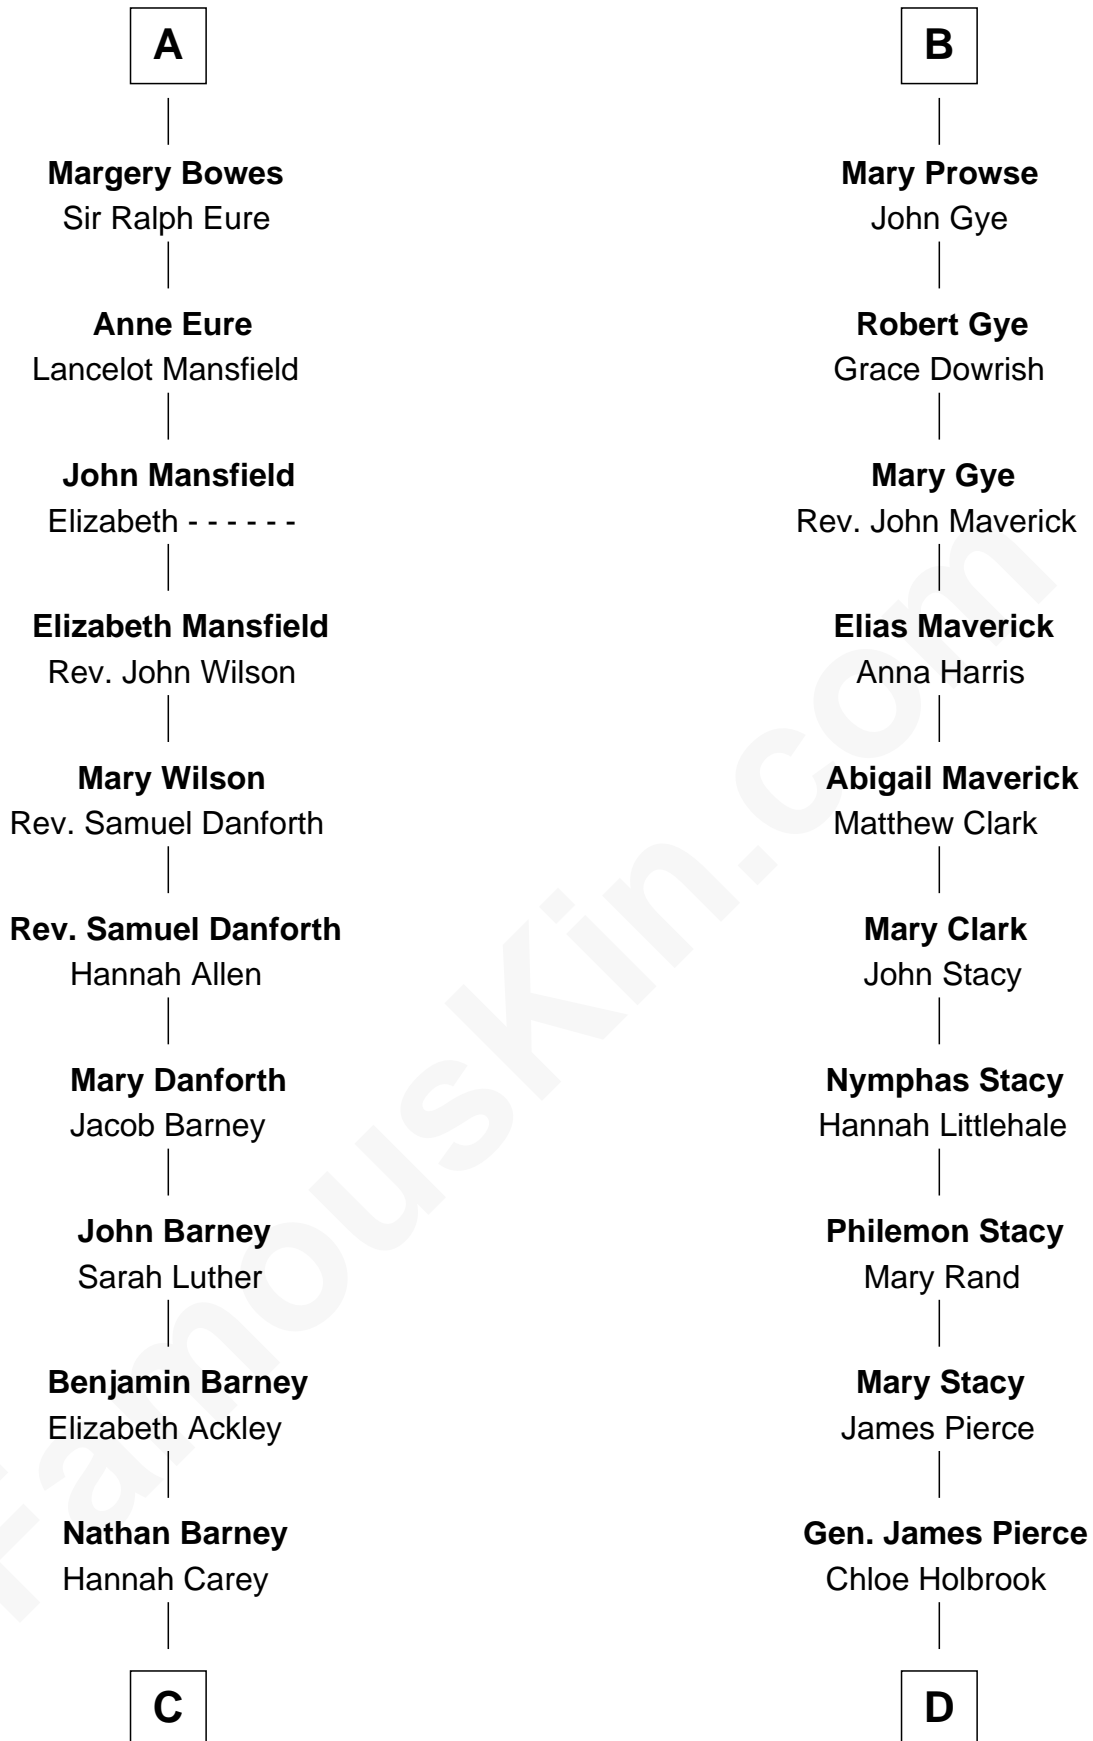 A
Margery Bowes
Sir Ralph Eure
Anne Eure
Lancelot Mansfield
John Mansfield
Elizabeth - - - - - -
Elizabeth Mansfield
Rev. John Wilson
Mary Wilson
Rev. Samuel Danforth
Rev. Samuel Danforth
Hannah Allen
Mary Danforth
Jacob Barney
John Barney
Sarah Luther
Benjamin Barney
Elizabeth Ackley
Nathan Barney
Hannah Carey
C
B
Mary Prowse
John Gye
Robert Gye
Grace Dowrish
Mary Gye
Rev. John Maverick
Elias Maverick
Anna Harris
Abigail Maverick
Matthew Clark
Mary Clark
John Stacy
Nymphas Stacy
Hannah Littlehale
Philemon Stacy
Mary Rand
Mary Stacy
James Pierce
Gen. James Pierce
Chloe Holbrook
D
FamousKin.com